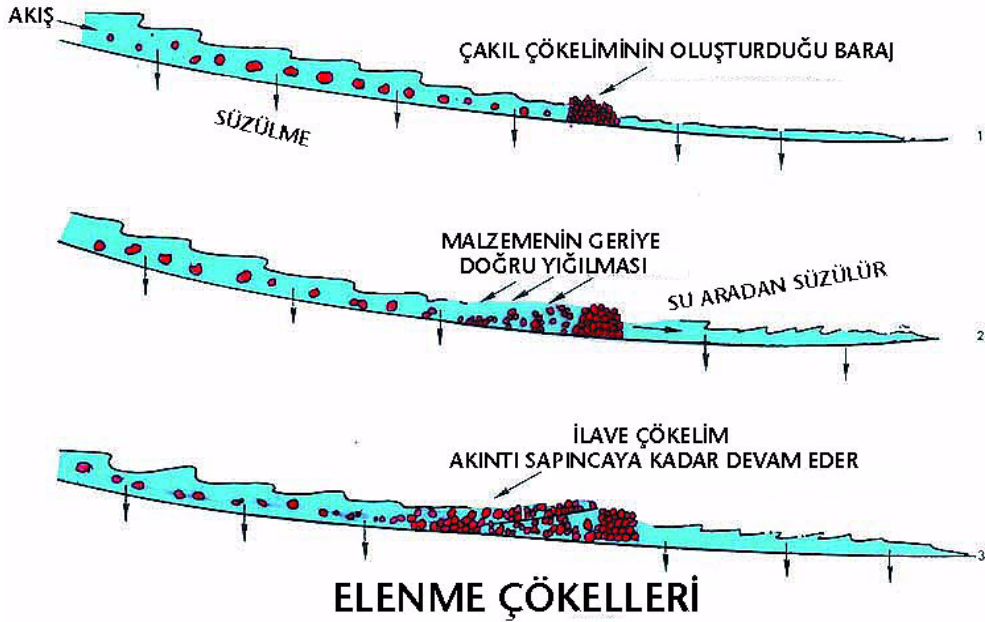 AKIŞ
ÇAKIL ÇÖKELİMİNİN OLUŞTURDUĞU BARAJ
SÜZÜLME
1
MALZEMENİN GERİYE
DOĞRU YIĞILMASI
SU ARADAN SÜZÜLÜR
2
İLAVE ÇÖKELİM
AKINTI SAPINCAYA KADAR DEVAM EDER
3
ELENME ÇÖKELLERİ